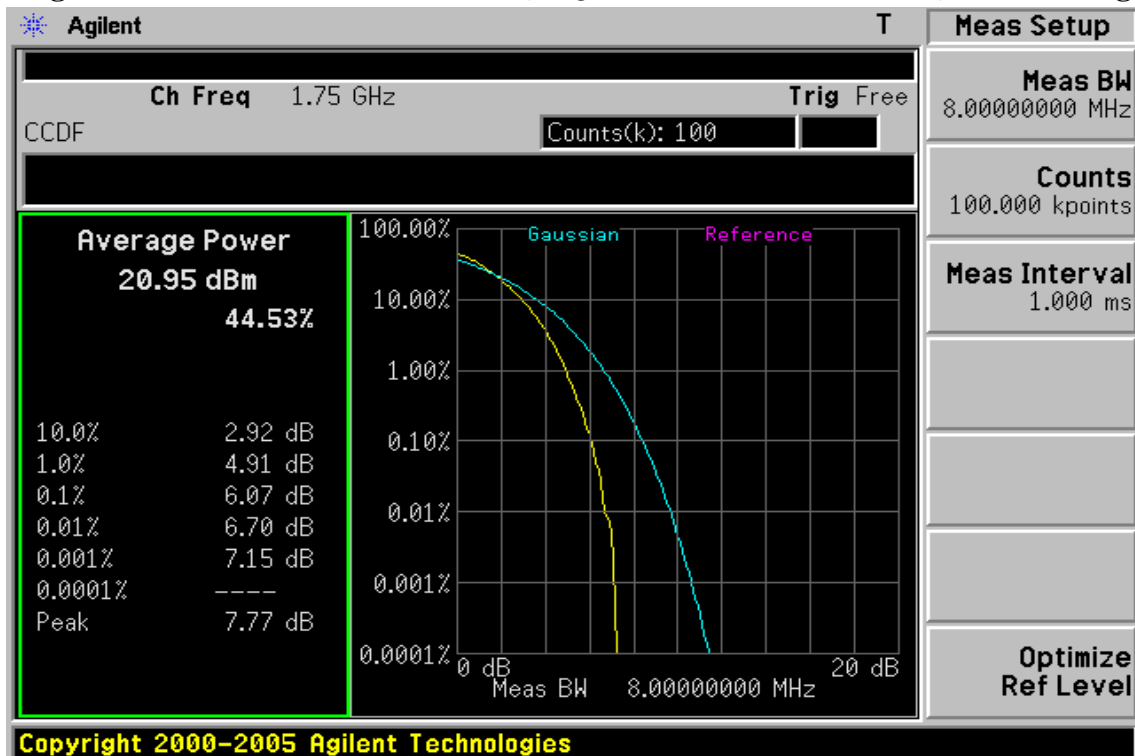 Agilent T
Meas Setup
Ch Freq 1.75 GHz Trig Free
CCDF Counts(k): 100
Average Power
20.95 dBm
44.53%
10.0% 2.92 dB
1.0% 4.91 dB
0.1% 6.07 dB
0.01% 6.70 dB
0.001% 7.15 dB
0.0001% ----
Peak 7.77 dB
Gaussian Reference
100.00%
10.00%
1.00%
0.10%
0.01%
0.001%
0.0001%
0 dB 20 dB
Meas BW 8.00000000 MHz
Meas BW
8.00000000 MHz
Counts
100.000 kpoints
Meas Interval
1.000 ms
Optimize
Ref Level
Copyright 2000-2005 Agilent Technologies